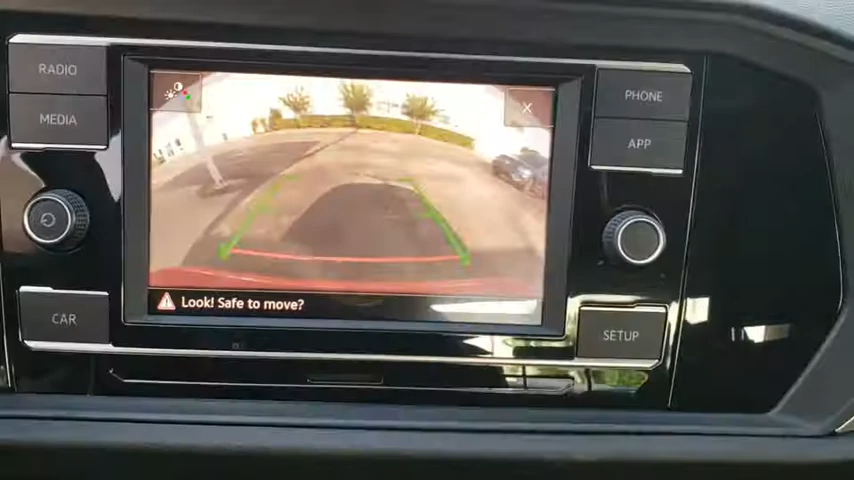 RADIO
MEDIA
PHONE
APP
CAR
Look! Safe to move?
SETUP